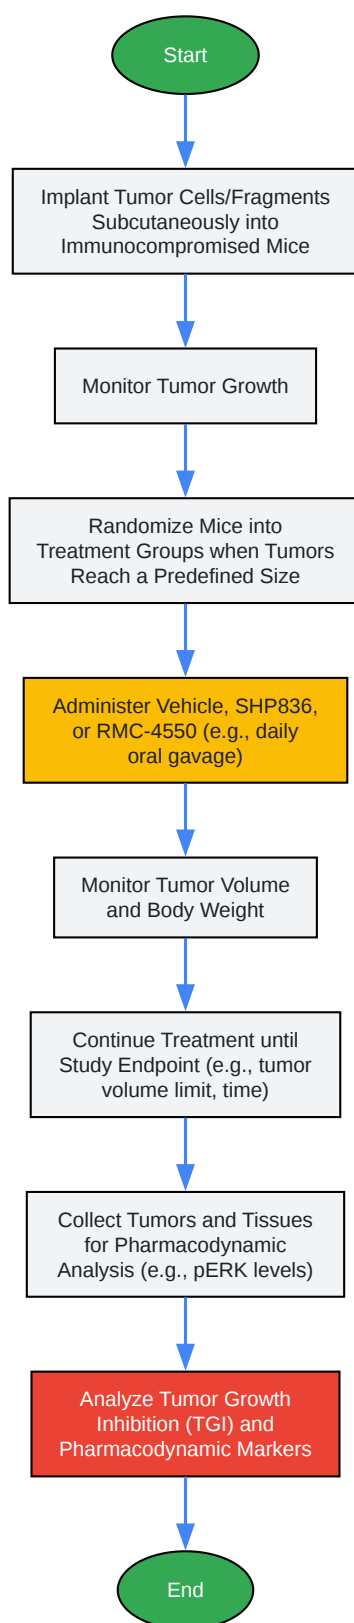 Start
Implant Tumor Cells/Fragments
Subcutaneously into
Immunocompromised Mice
Monitor Tumor Growth
Randomize Mice into
Treatment Groups when Tumors
Reach a Predefined Size
Administer Vehicle, SHP836,
or RMC-4550 (e.g., daily
oral gavage)
Monitor Tumor Volume
and Body Weight
Continue Treatment until
Study Endpoint (e.g., tumor
volume limit, time)
Collect Tumors and Tissues
for Pharmacodynamic
Analysis (e.g., pERK levels)
Analyze Tumor Growth
Inhibition (TGI) and
Pharmacodynamic Markers
End